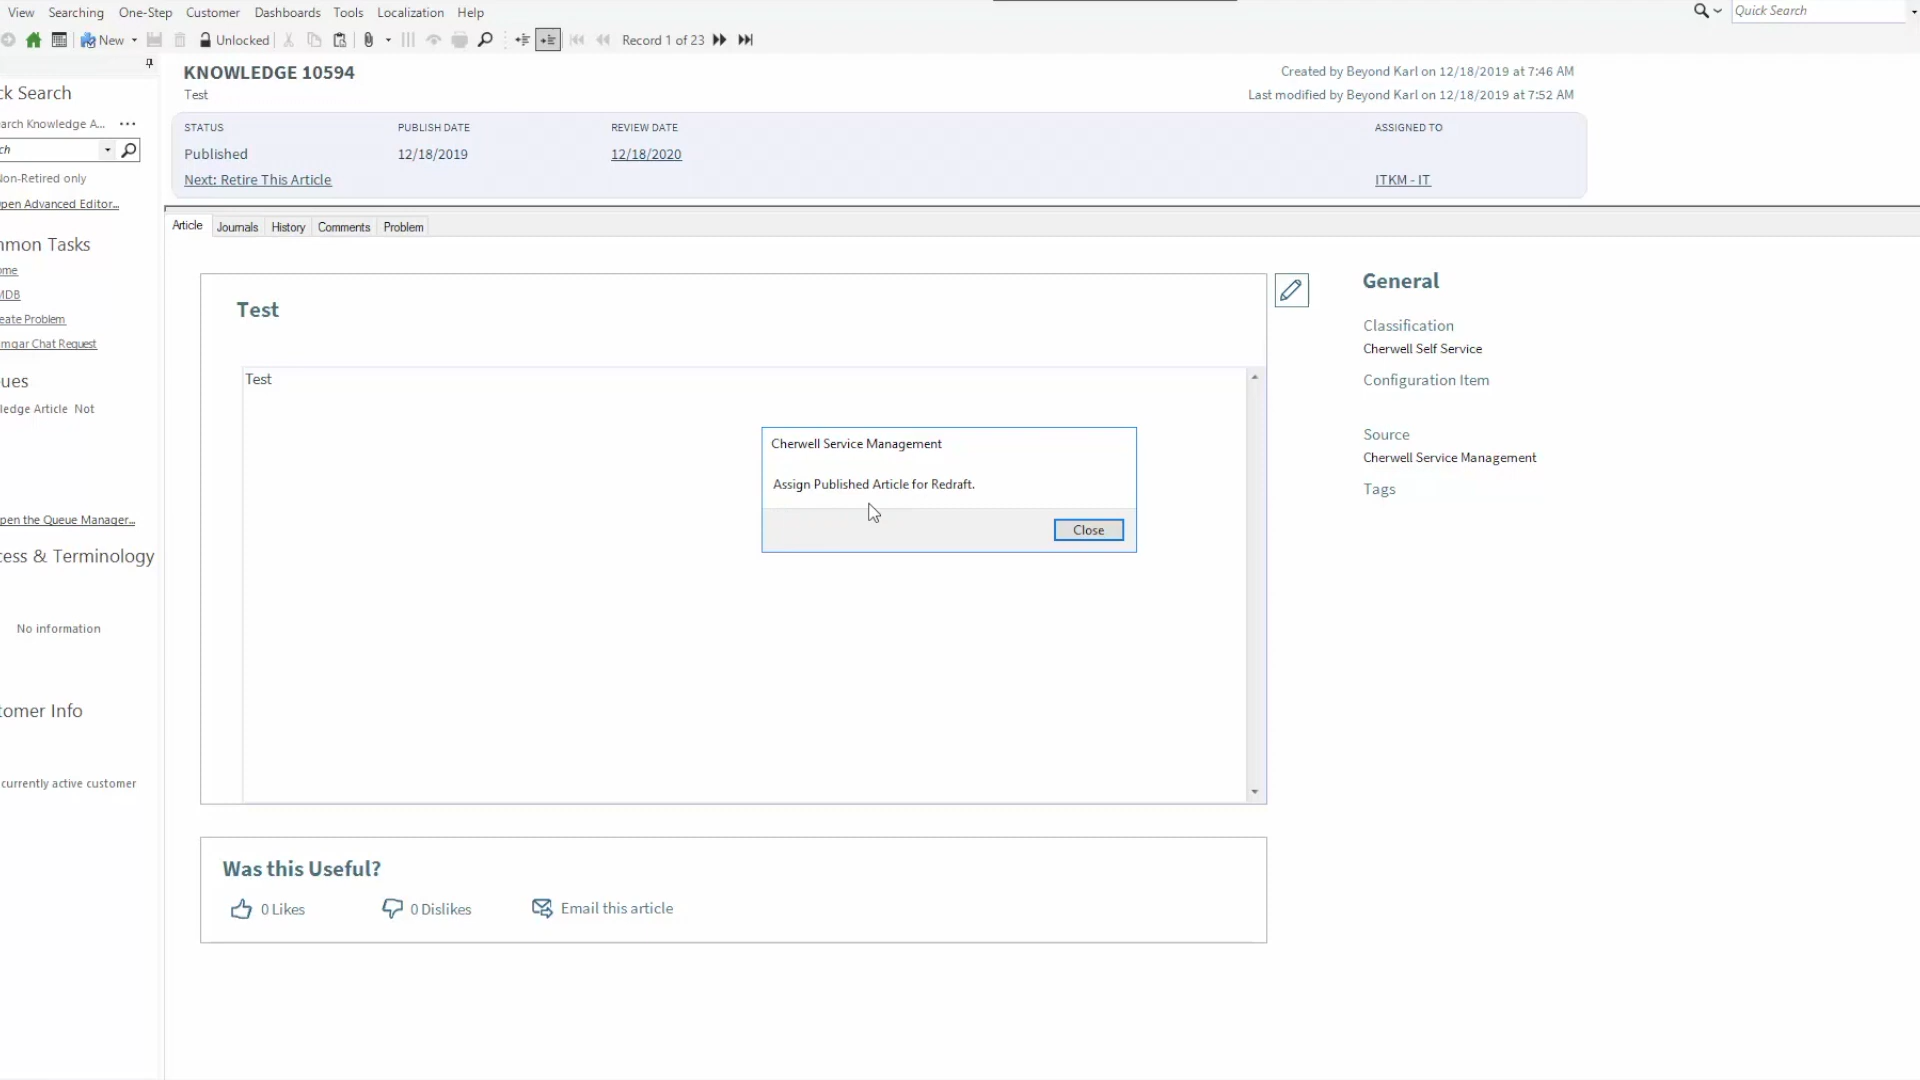 View Searching One-Step Customer Dashboards Tools Localization Help
Quick Search
New Unlocked Record 1 of 23
ck Search
arch Knowledge A... ...
ch
Non-Retired only
pen Advanced Editor...
mmon Tasks
ome
MDB
eate Problem
mgar Chat Request
ues
ledge Article Not
pen the Queue Manager...
cess & Terminology
No information
tomer Info
currently active customer
KNOWLEDGE 10594
Test
Created by Beyond Karl on 12/18/2019 at 7:46 AM
Last modified by Beyond Karl on 12/18/2019 at 7:52 AM
STATUS PUBLISH DATE REVIEW DATE ASSIGNED TO
Published 12/18/2019 12/18/2020
Next: Retire This Article ITKM - IT
Article Journals History Comments Problem
Test
Test
Cherwell Service Management
Assign Published Article for Redraft.
Close
General
Classification
Cherwell Self Service
Configuration Item
Source
Cherwell Service Management
Tags
Was this Useful?
0 Likes 0 Dislikes Email this article